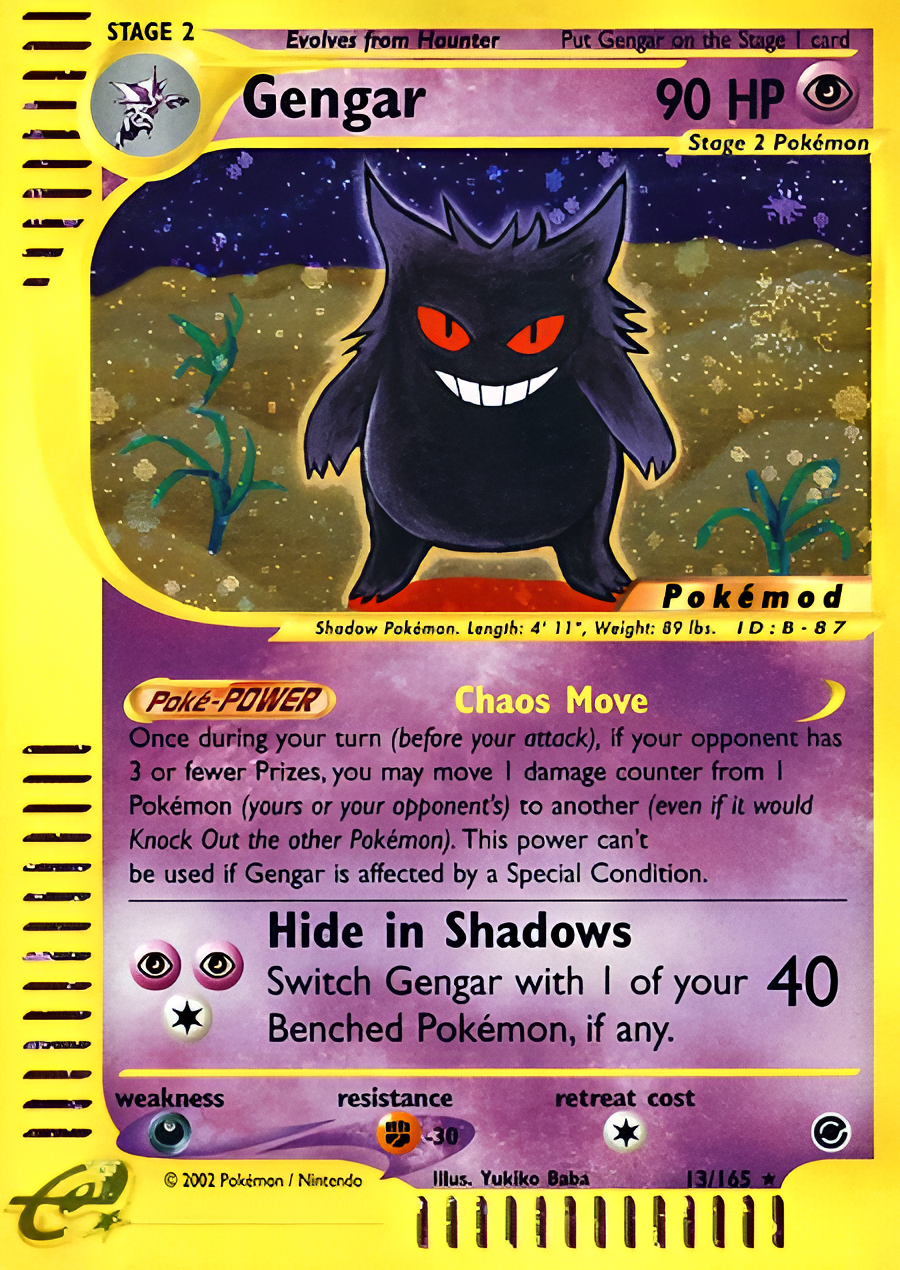 STAGE 2
Evolves from Haunter
Put Gengar on the Stage 1 card
Gengar
90 HP
Stage 2 Pokémon
Pokémod
Shadow Pokémon. Length: 4' 11", Weight: 89 lbs. ID:B-87
Poké-POWER Chaos Move
Once during your turn (before your attack), if your opponent has
3 or fewer Prizes, you may move 1 damage counter from 1
Pokémon (yours or your opponent's) to another (even if it would
Knock Out the other Pokémon). This power can't
be used if Gengar is affected by a Special Condition.
Hide in Shadows
Switch Gengar with 1 of your 40
Benched Pokémon, if any.
weakness resistance retreat cost
-30
© 2002 Pokémon / Nintendo Illus. Yukiko Baba 13/165 ★